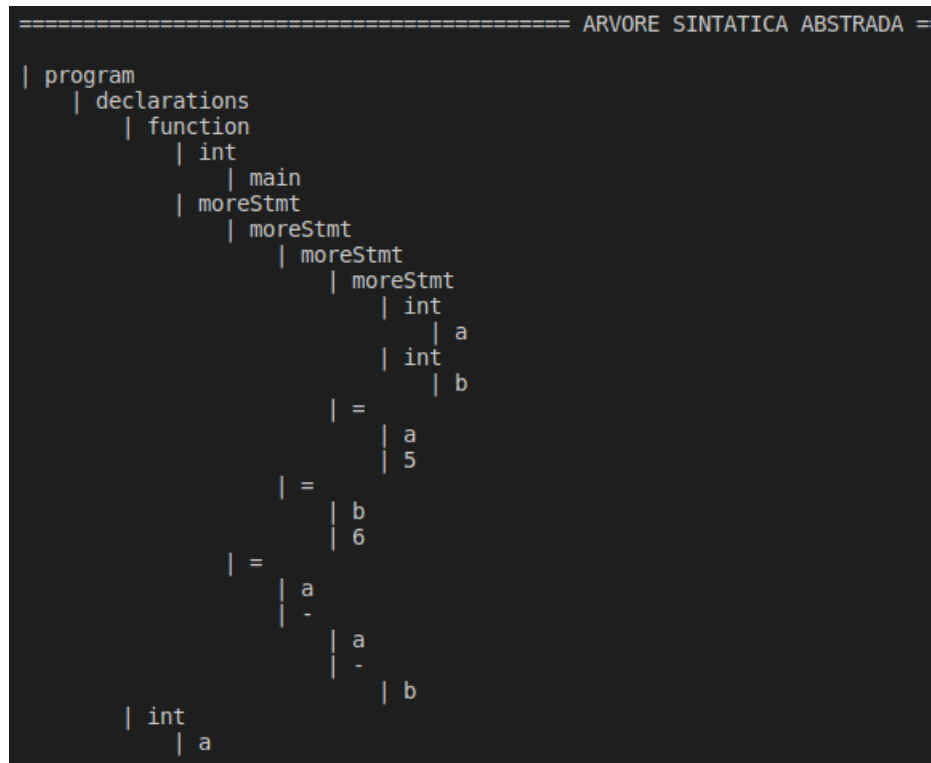 =========================================== ARVORE SINTATICA ABSTRADA ==
| program
    | declarations
        | function
            | int
                | main
            | moreStmt
                | moreStmt
                    | moreStmt
                        | moreStmt
                            | int
                                | a
                            | int
                                | b
                        | =
                            | a
                            | 5
                    | =
                        | b
                        | 6
                | =
                    | a
                    | -
                        | a
                        | -
                            | b
        | int
            | a